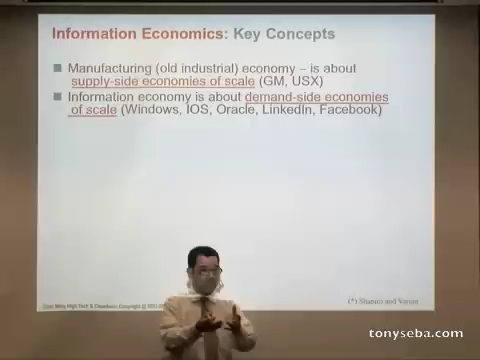 Information Economics: Key Concepts
Manufacturing (old industrial) economy – is about
supply-side economies of scale (GM, USX)
Information economy is about demand-side economies
of scale (Windows, IOS, Oracle, LinkedIn, Facebook)
(*) Shapiro and Varian
tonyseba.com